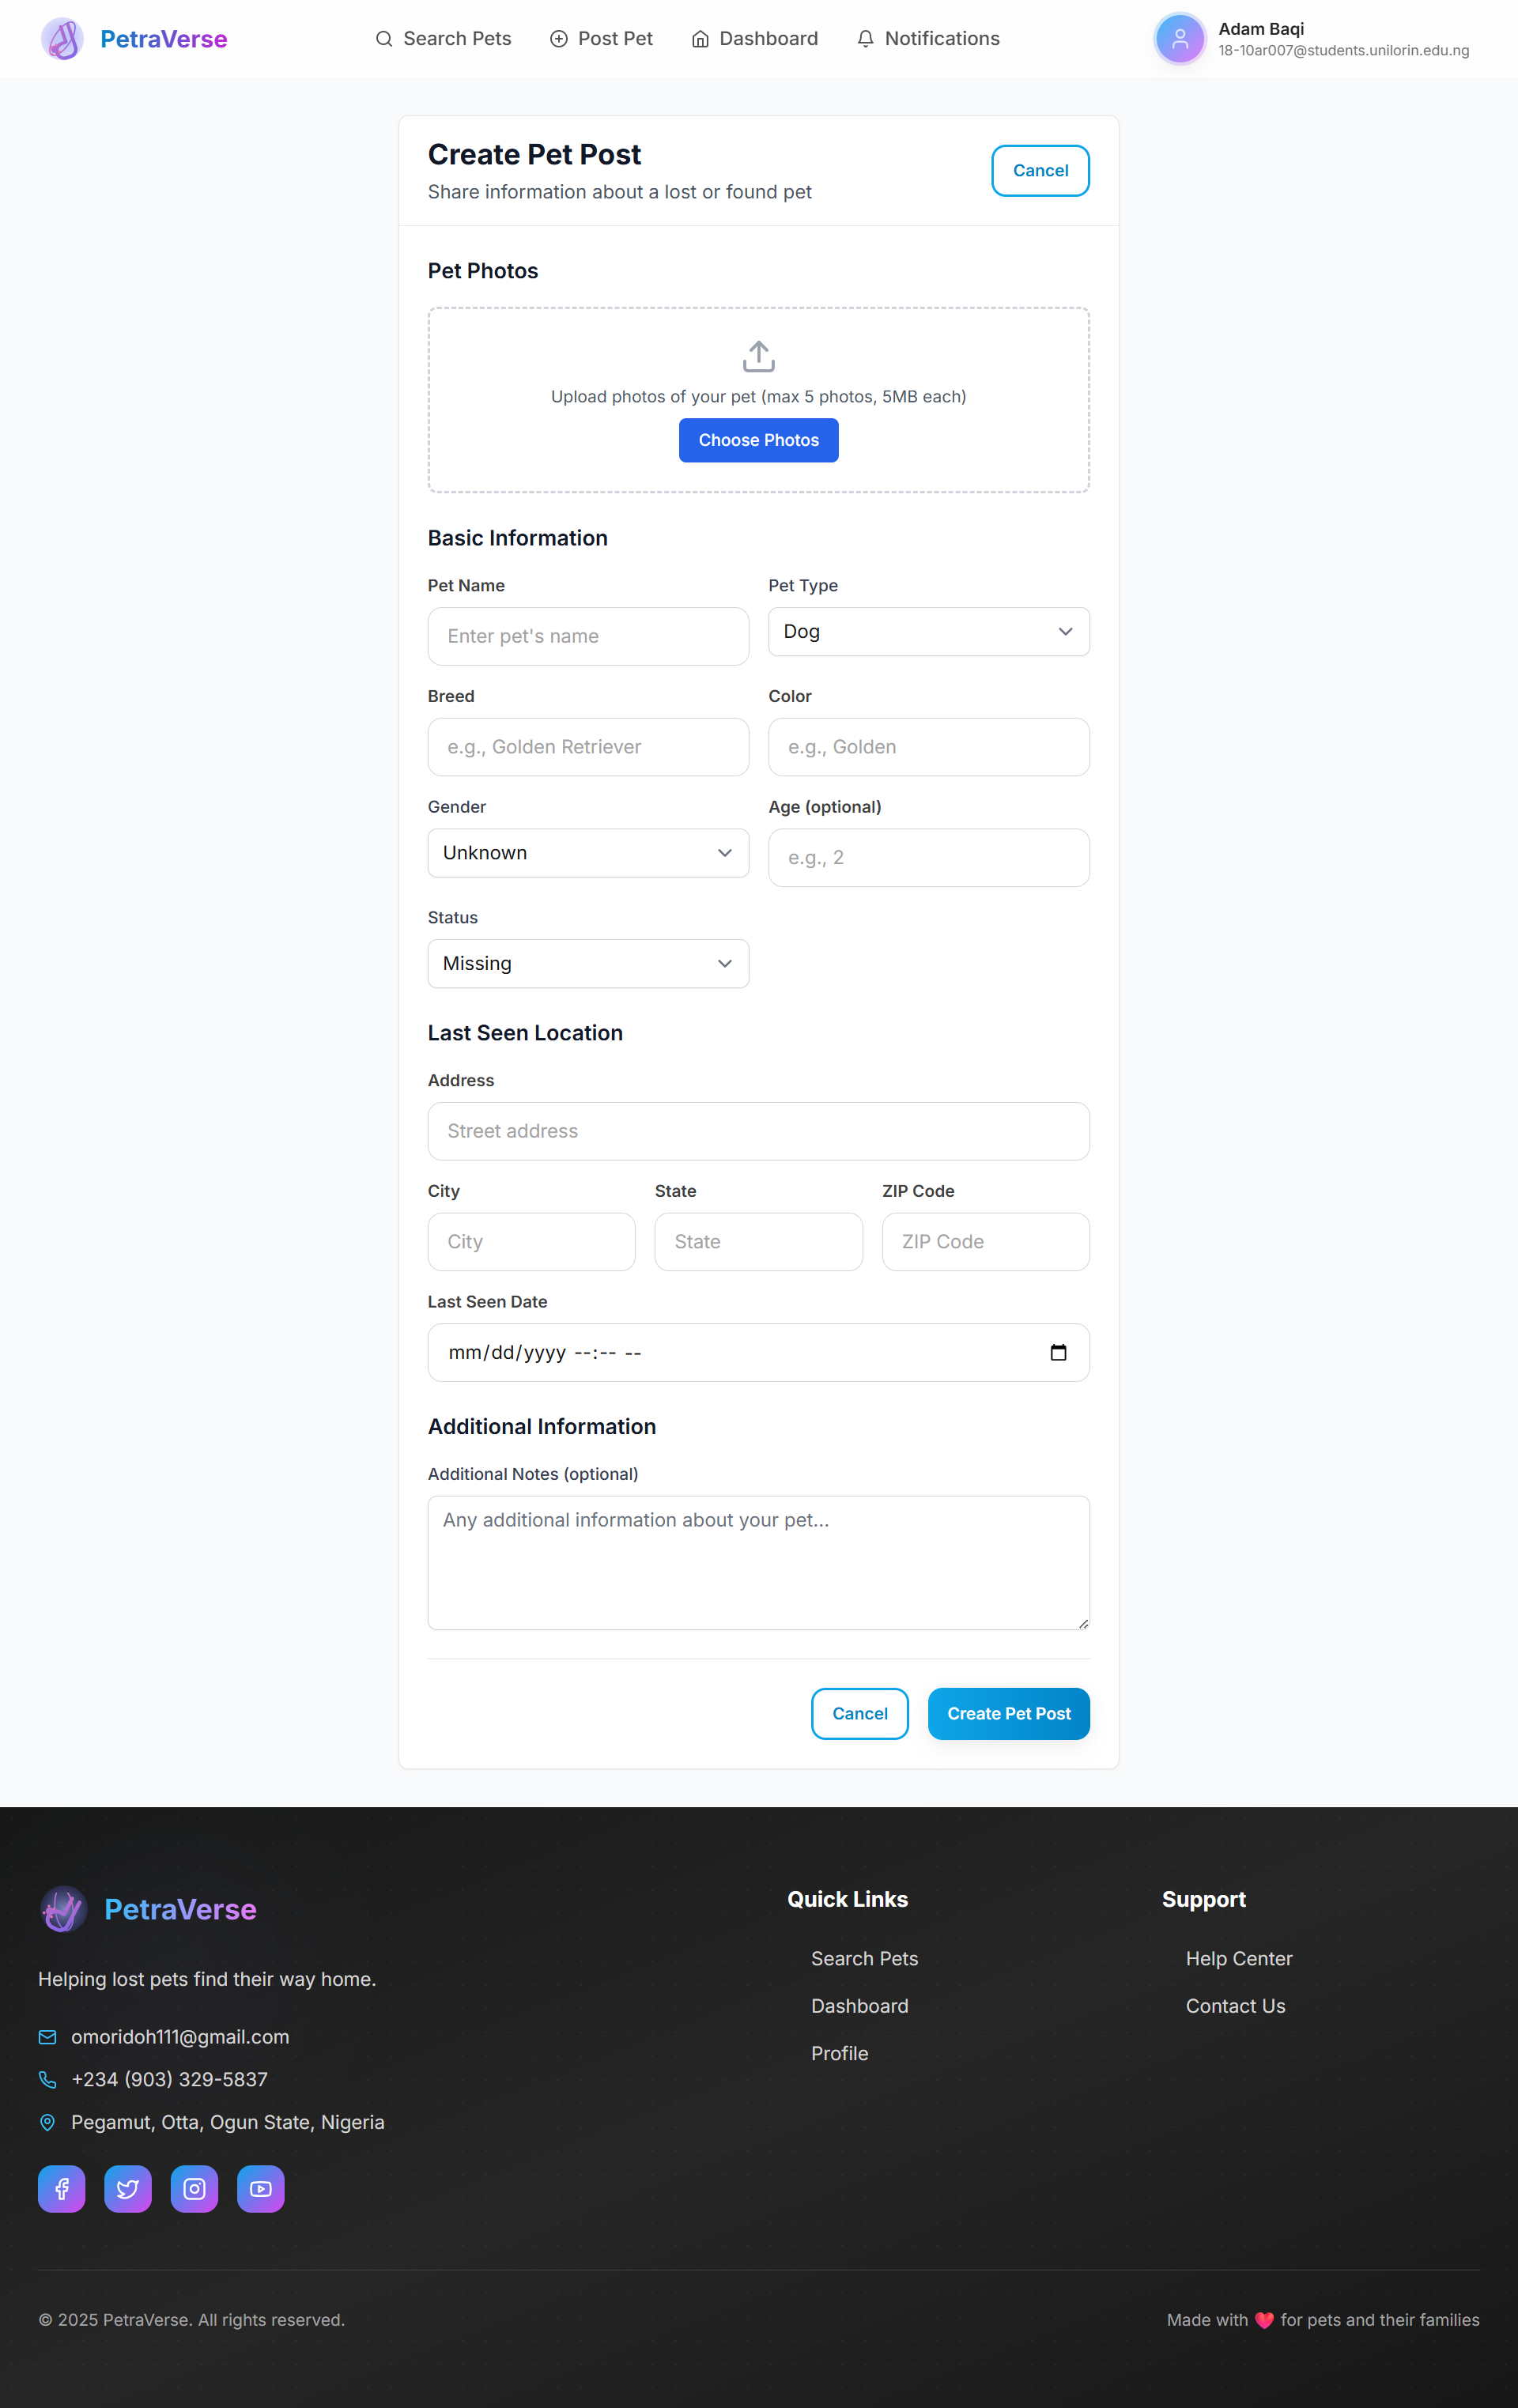 PetraVerse
Search Pets
Post Pet
Dashboard
Notifications
Adam Baqi
18-10ar007@students.unilorin.edu.ng
Create Pet Post
Share information about a lost or found pet
Cancel
Pet Photos
Upload photos of your pet (max 5 photos, 5MB each)
Choose Photos
Basic Information
Pet Name
Pet Type
Enter pet's name
Dog
Breed
Color
e.g., Golden Retriever
e.g., Golden
Gender
Age (optional)
Unknown
e.g., 2
Status
Missing
Last Seen Location
Address
Street address
City
State
ZIP Code
City
State
ZIP Code
Last Seen Date
mm/dd/yyyy --:-- --
Additional Information
Additional Notes (optional)
Any additional information about your pet...
Cancel
Create Pet Post
PetraVerse
Helping lost pets find their way home.
omoridoh111@gmail.com
+234 (903) 329-5837
Pegamut, Otta, Ogun State, Nigeria
Quick Links
Search Pets
Dashboard
Profile
Support
Help Center
Contact Us
© 2025 PetraVerse. All rights reserved.
Made with ❤️ for pets and their families